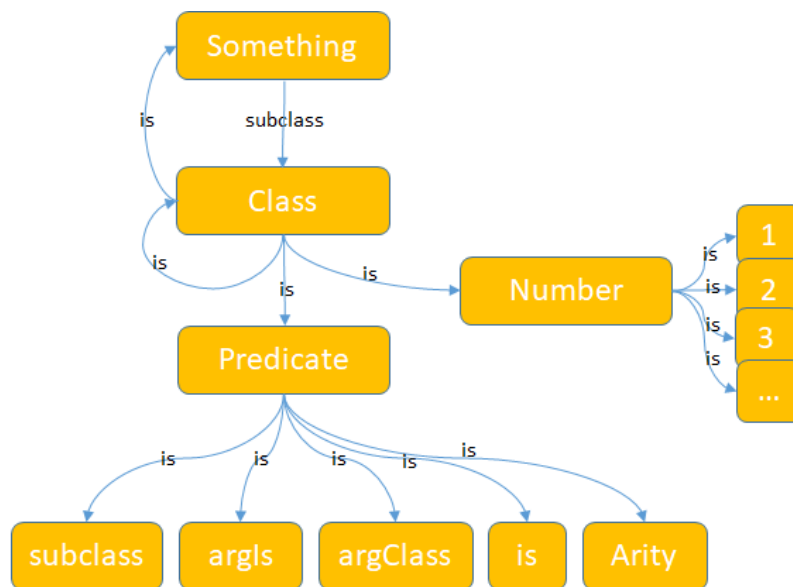 Something
is
subclass
Class
is
is
is
Number
is
1
is
2
is
3
is
...
Predicate
is
is
is
is
is
subclass
argIs
argClass
is
Arity